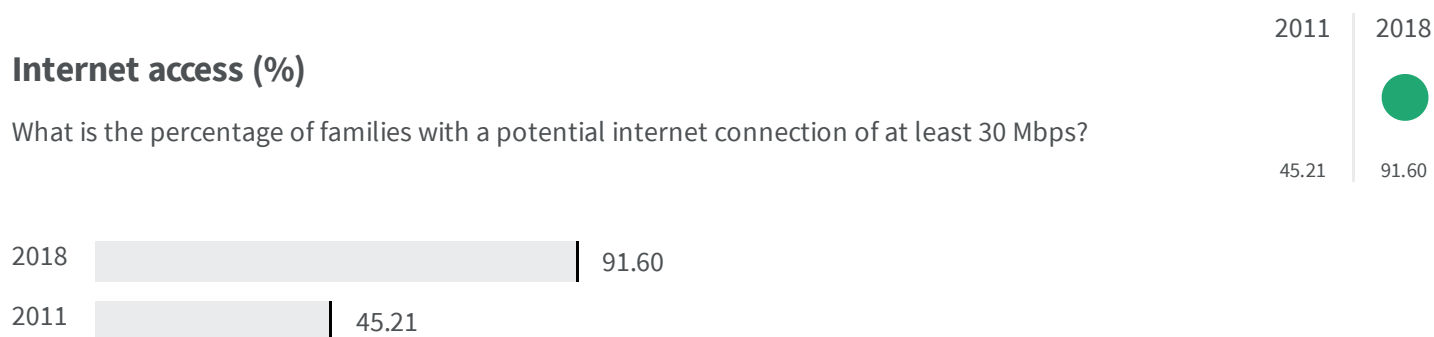 2011 2018
Internet access (%)
What is the percentage of families with a potential internet connection of at least 30 Mbps?
45.21 91.60
2018 91.60
2011 45.21